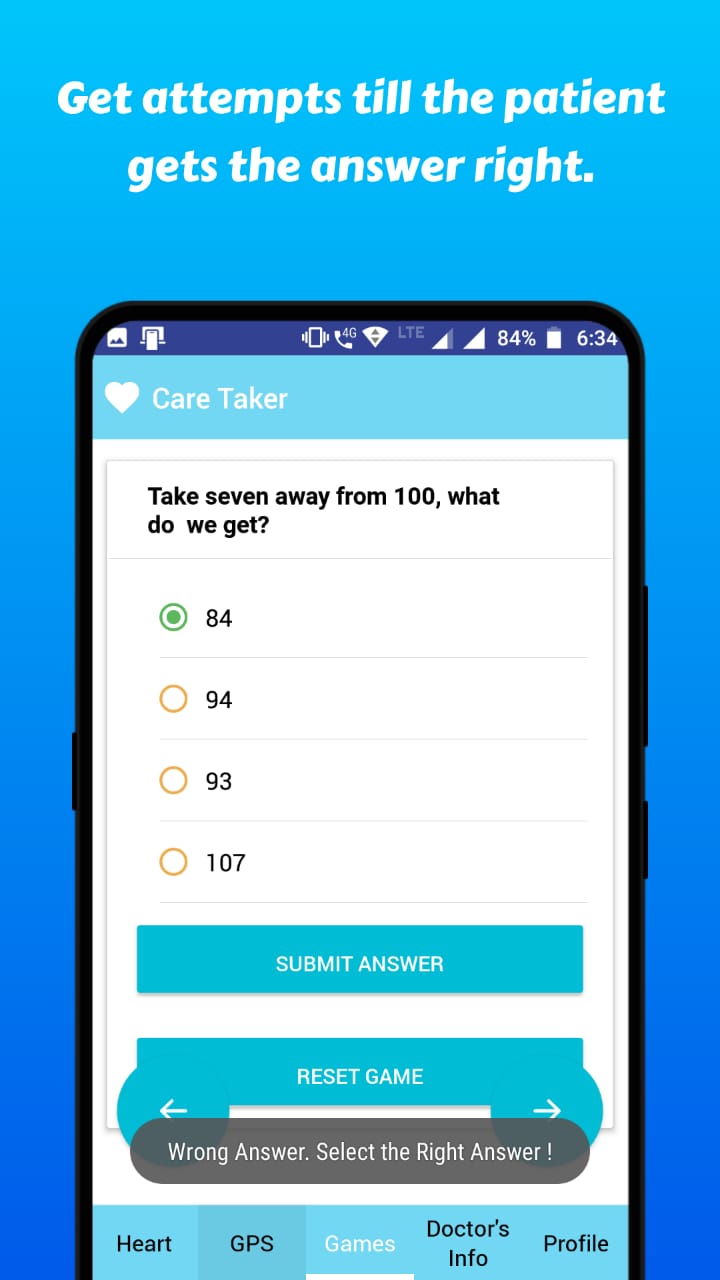 Get attempts till the patient
gets the answer right.
4G LTE 84% 6:34
Care Taker
Take seven away from 100, what
do  we get?
84
94
93
107
SUBMIT ANSWER
RESET GAME
Wrong Answer. Select the Right Answer !
Heart GPS Games Doctor's Info Profile